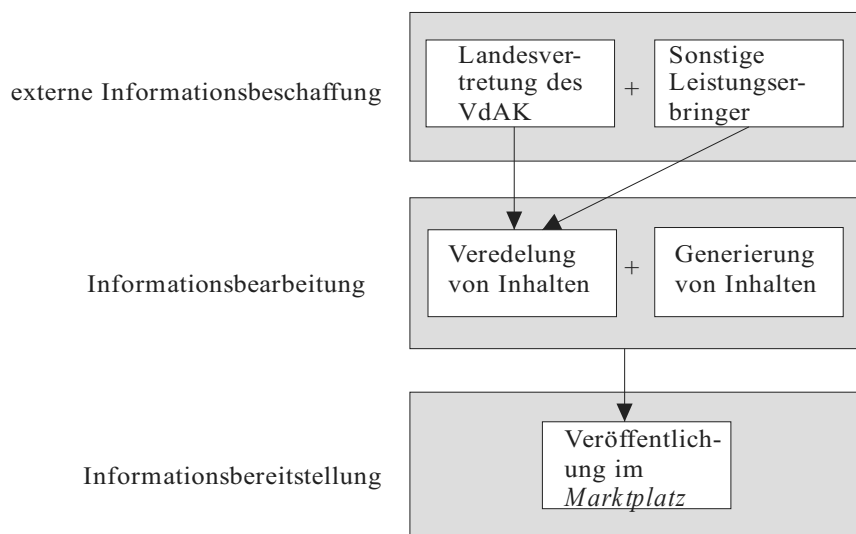 Landesver-
tretung des
VdAK
+
Sonstige
Leistungser-
bringer
externe Informationsbeschaffung
Veredelung
von Inhalten
+
Generierung
von Inhalten
Informationsbearbeitung
Veröffentlich-
ung im
Marktplatz
Informationsbereitstellung